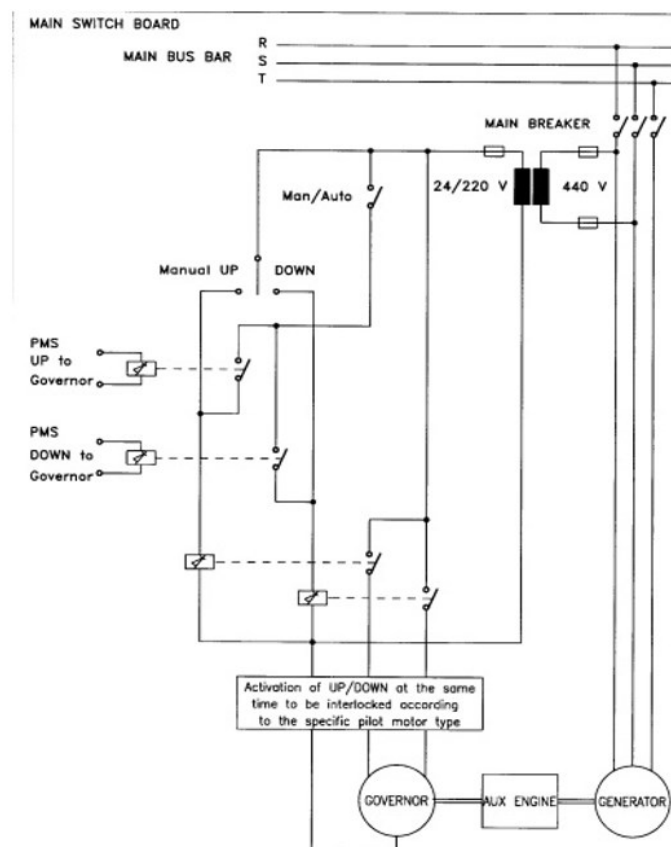 MAIN SWITCH BOARD
R
MAIN BUS BAR S
T
MAIN BREAKER
24/220 V 440 V
Man/Auto
Manual UP DOWN
PMS
UP to
Governor
PMS
DOWN to
Governor
Activation of UP/DOWN at the same
time to be interlocked according
to the specific pilot motor type
GOVERNOR AUX ENGINE GENERATOR